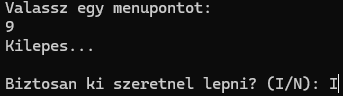 Valassz egy menupontot:
9
Kilepes...
Biztosan ki szeretnel lepni? (I/N): I